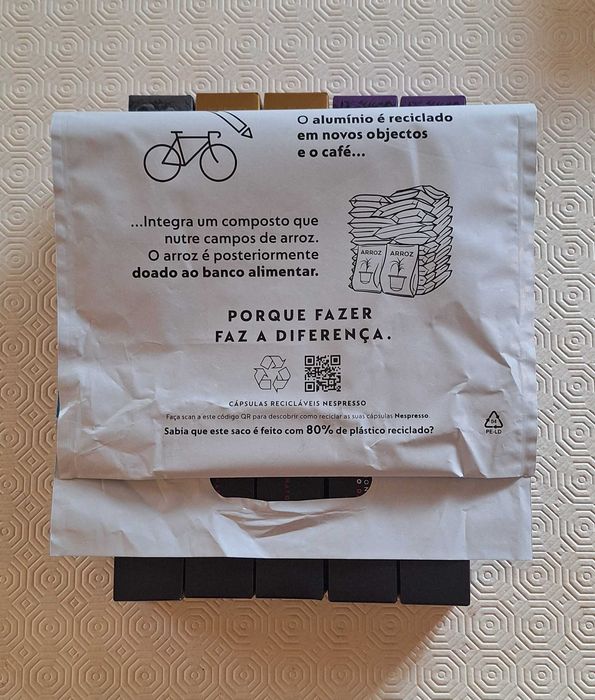 O alumínio é reciclado
em novos objectos
e o café...
...Integra um composto que
nutre campos de arroz.
O arroz é posteriormente
doado ao banco alimentar.
ARROZ ARROZ
PORQUE FAZER
FAZ A DIFERENÇA.
CÁPSULAS RECICLÁVEIS NESPRESSO
Faça scan a este código QR para descobrir como reciclar as suas cápsulas Nespresso.
Sabia que este saco é feito com 80% de plástico reciclado?
04
PE-LD